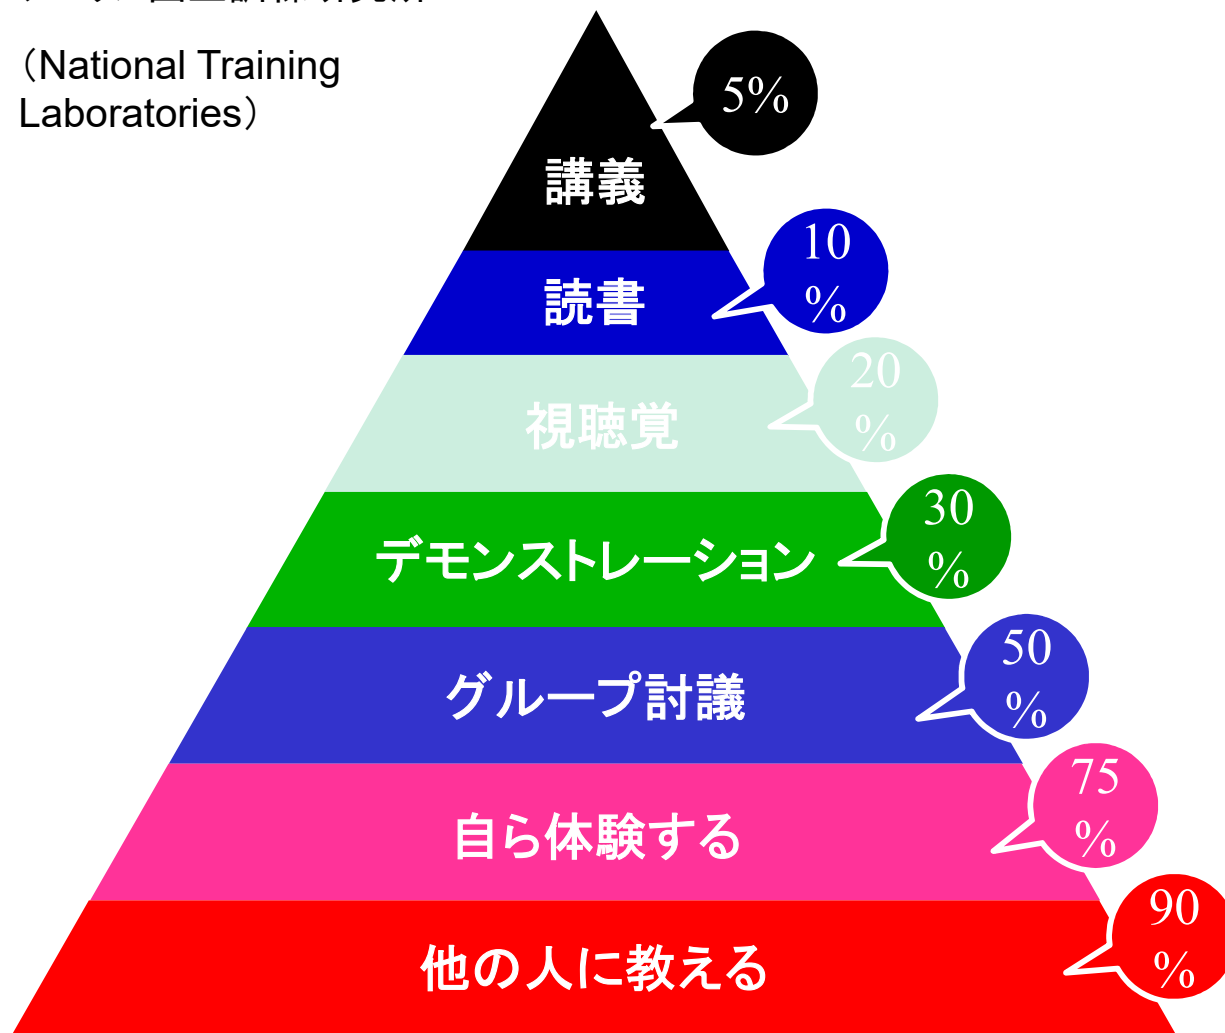 （National Training
Laboratories）
5%
講義
10
%
読書
20
%
視聴覚
30
%
デモンストレーション
50
%
グループ討議
75
%
自ら体験する
90
%
他の人に教える